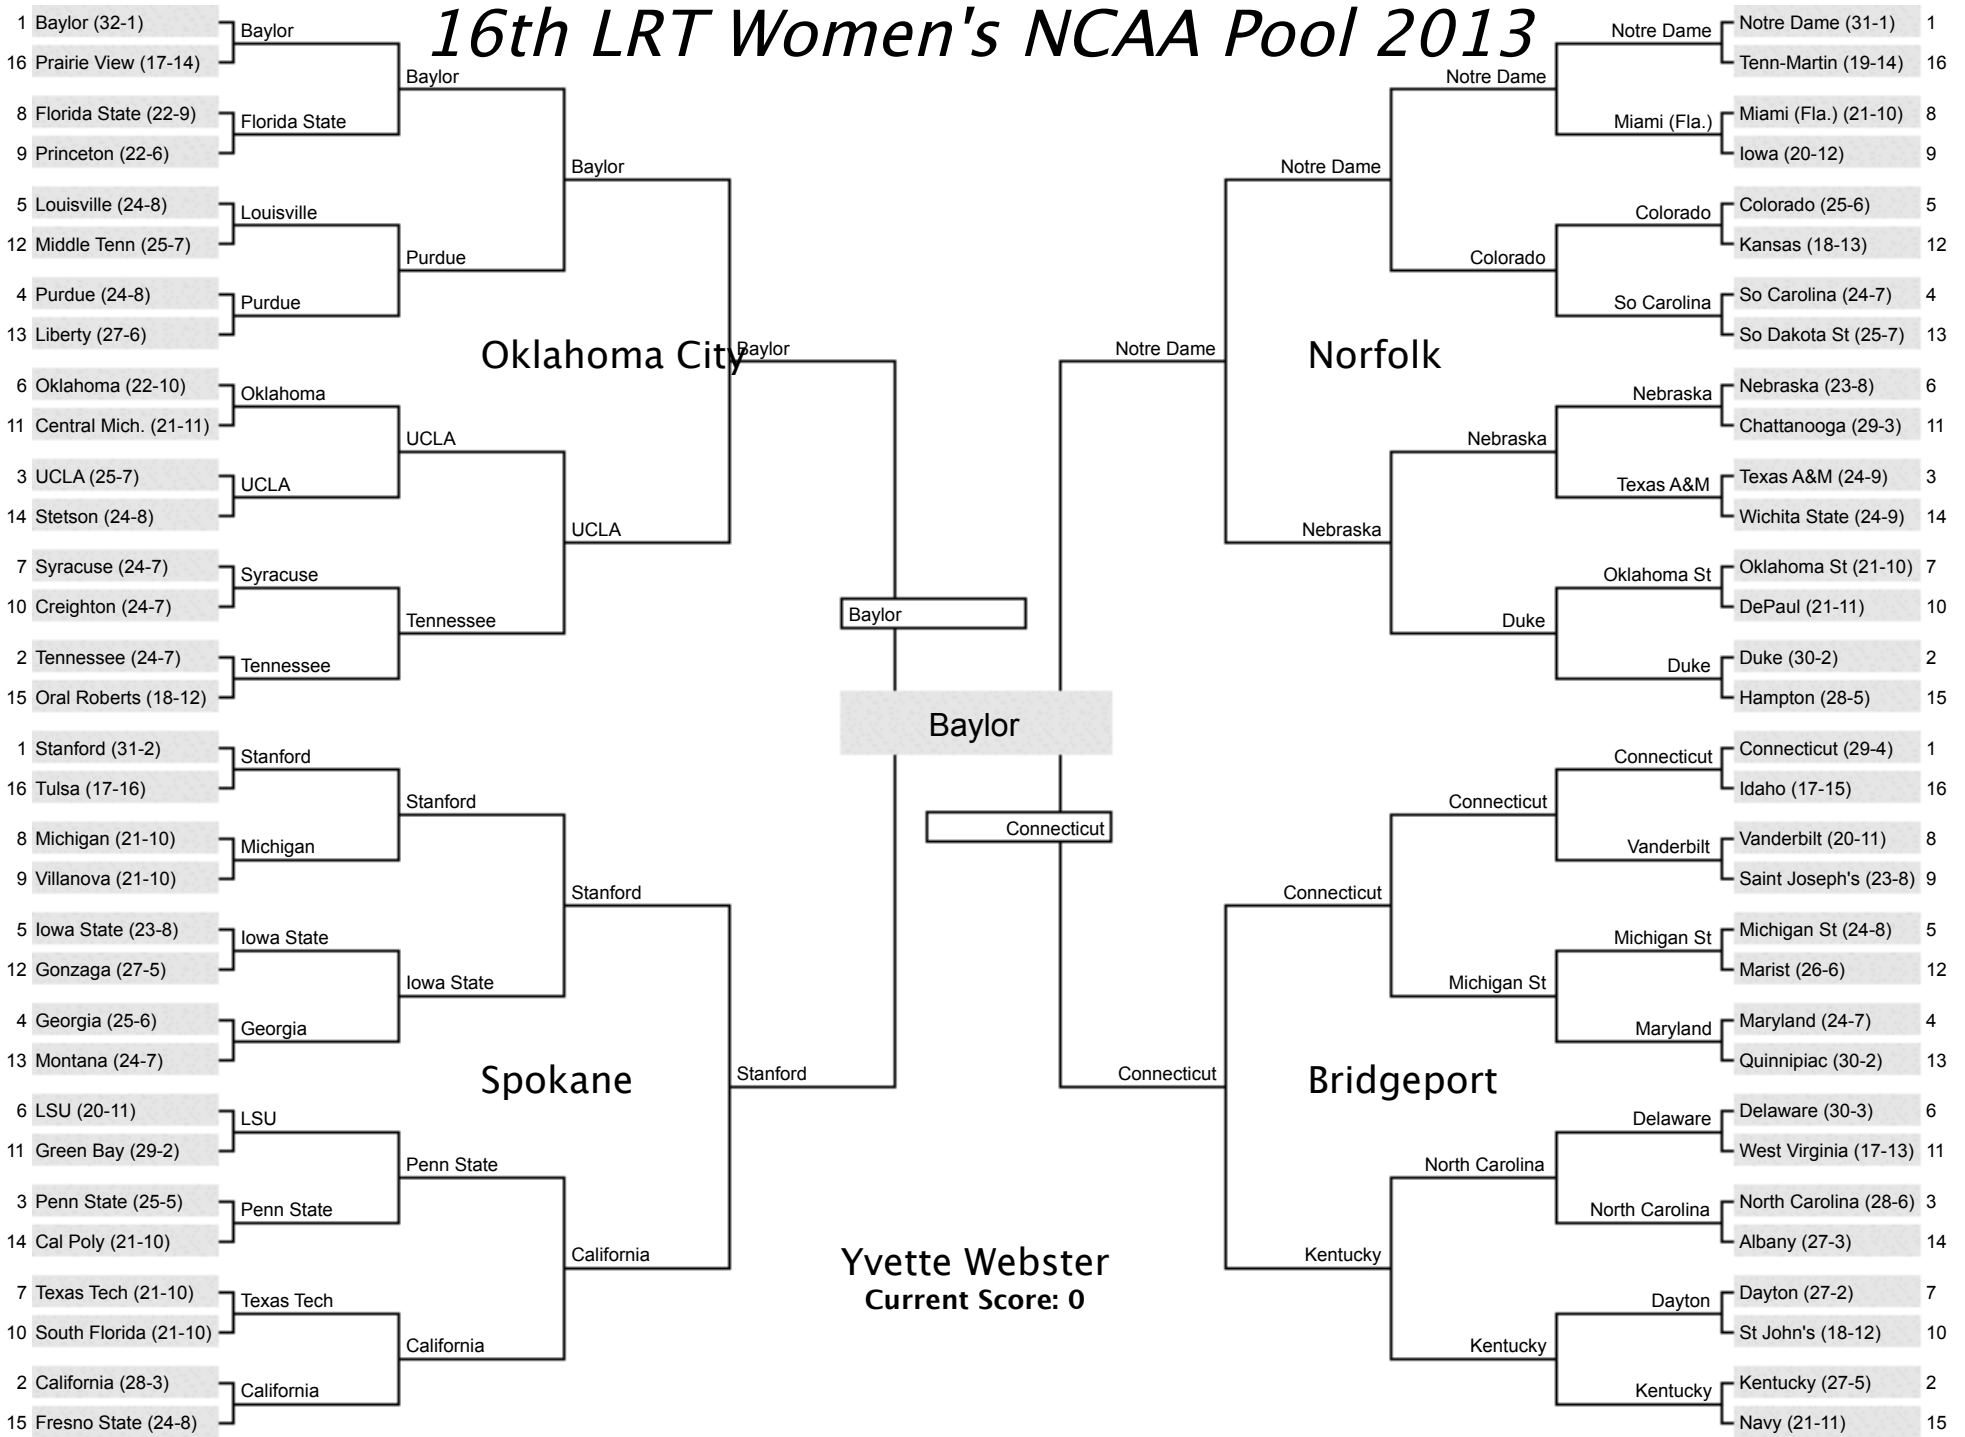 16th LRT Women's NCAA Pool 2013
1 Baylor (32-1)
16 Prairie View (17-14)
8 Florida State (22-9)
9 Princeton (22-6)
5 Louisville (24-8)
12 Middle Tenn (25-7)
4 Purdue (24-8)
13 Liberty (27-6)
6 Oklahoma (22-10)
11 Central Mich. (21-11)
3 UCLA (25-7)
14 Stetson (24-8)
7 Syracuse (24-7)
10 Creighton (24-7)
2 Tennessee (24-7)
15 Oral Roberts (18-12)
1 Stanford (31-2)
16 Tulsa (17-16)
8 Michigan (21-10)
9 Villanova (21-10)
5 Iowa State (23-8)
12 Gonzaga (27-5)
4 Georgia (25-6)
13 Montana (24-7)
6 LSU (20-11)
11 Green Bay (29-2)
3 Penn State (25-5)
14 Cal Poly (21-10)
7 Texas Tech (21-10)
10 South Florida (21-10)
2 California (28-3)
15 Fresno State (24-8)
Baylor
Florida State
Louisville
Purdue
Oklahoma
UCLA
Syracuse
Tennessee
Stanford
Michigan
Iowa State
Georgia
LSU
Penn State
Texas Tech
California
Baylor
Purdue
UCLA
Tennessee
Stanford
Iowa State
Penn State
California
Baylor
UCLA
Stanford
California
Oklahoma City
Spokane
Baylor
Stanford
Baylor
Baylor
Connecticut
Yvette Webster
Current Score: 0
Notre Dame
Connecticut
Norfolk
Bridgeport
Notre Dame
Nebraska
Connecticut
Kentucky
Notre Dame
Colorado
Nebraska
Duke
Connecticut
Michigan St
North Carolina
Kentucky
Notre Dame
Miami (Fla.)
Colorado
So Carolina
Nebraska
Texas A&M
Oklahoma St
Duke
Connecticut
Vanderbilt
Michigan St
Maryland
Delaware
North Carolina
Dayton
Kentucky
Notre Dame (31-1) 1
Tenn-Martin (19-14) 16
Miami (Fla.) (21-10) 8
Iowa (20-12) 9
Colorado (25-6) 5
Kansas (18-13) 12
So Carolina (24-7) 4
So Dakota St (25-7) 13
Nebraska (23-8) 6
Chattanooga (29-3) 11
Texas A&M (24-9) 3
Wichita State (24-9) 14
Oklahoma St (21-10) 7
DePaul (21-11) 10
Duke (30-2) 2
Hampton (28-5) 15
Connecticut (29-4) 1
Idaho (17-15) 16
Vanderbilt (20-11) 8
Saint Joseph's (23-8) 9
Michigan St (24-8) 5
Marist (26-6) 12
Maryland (24-7) 4
Quinnipiac (30-2) 13
Delaware (30-3) 6
West Virginia (17-13) 11
North Carolina (28-6) 3
Albany (27-3) 14
Dayton (27-2) 7
St John's (18-12) 10
Kentucky (27-5) 2
Navy (21-11) 15